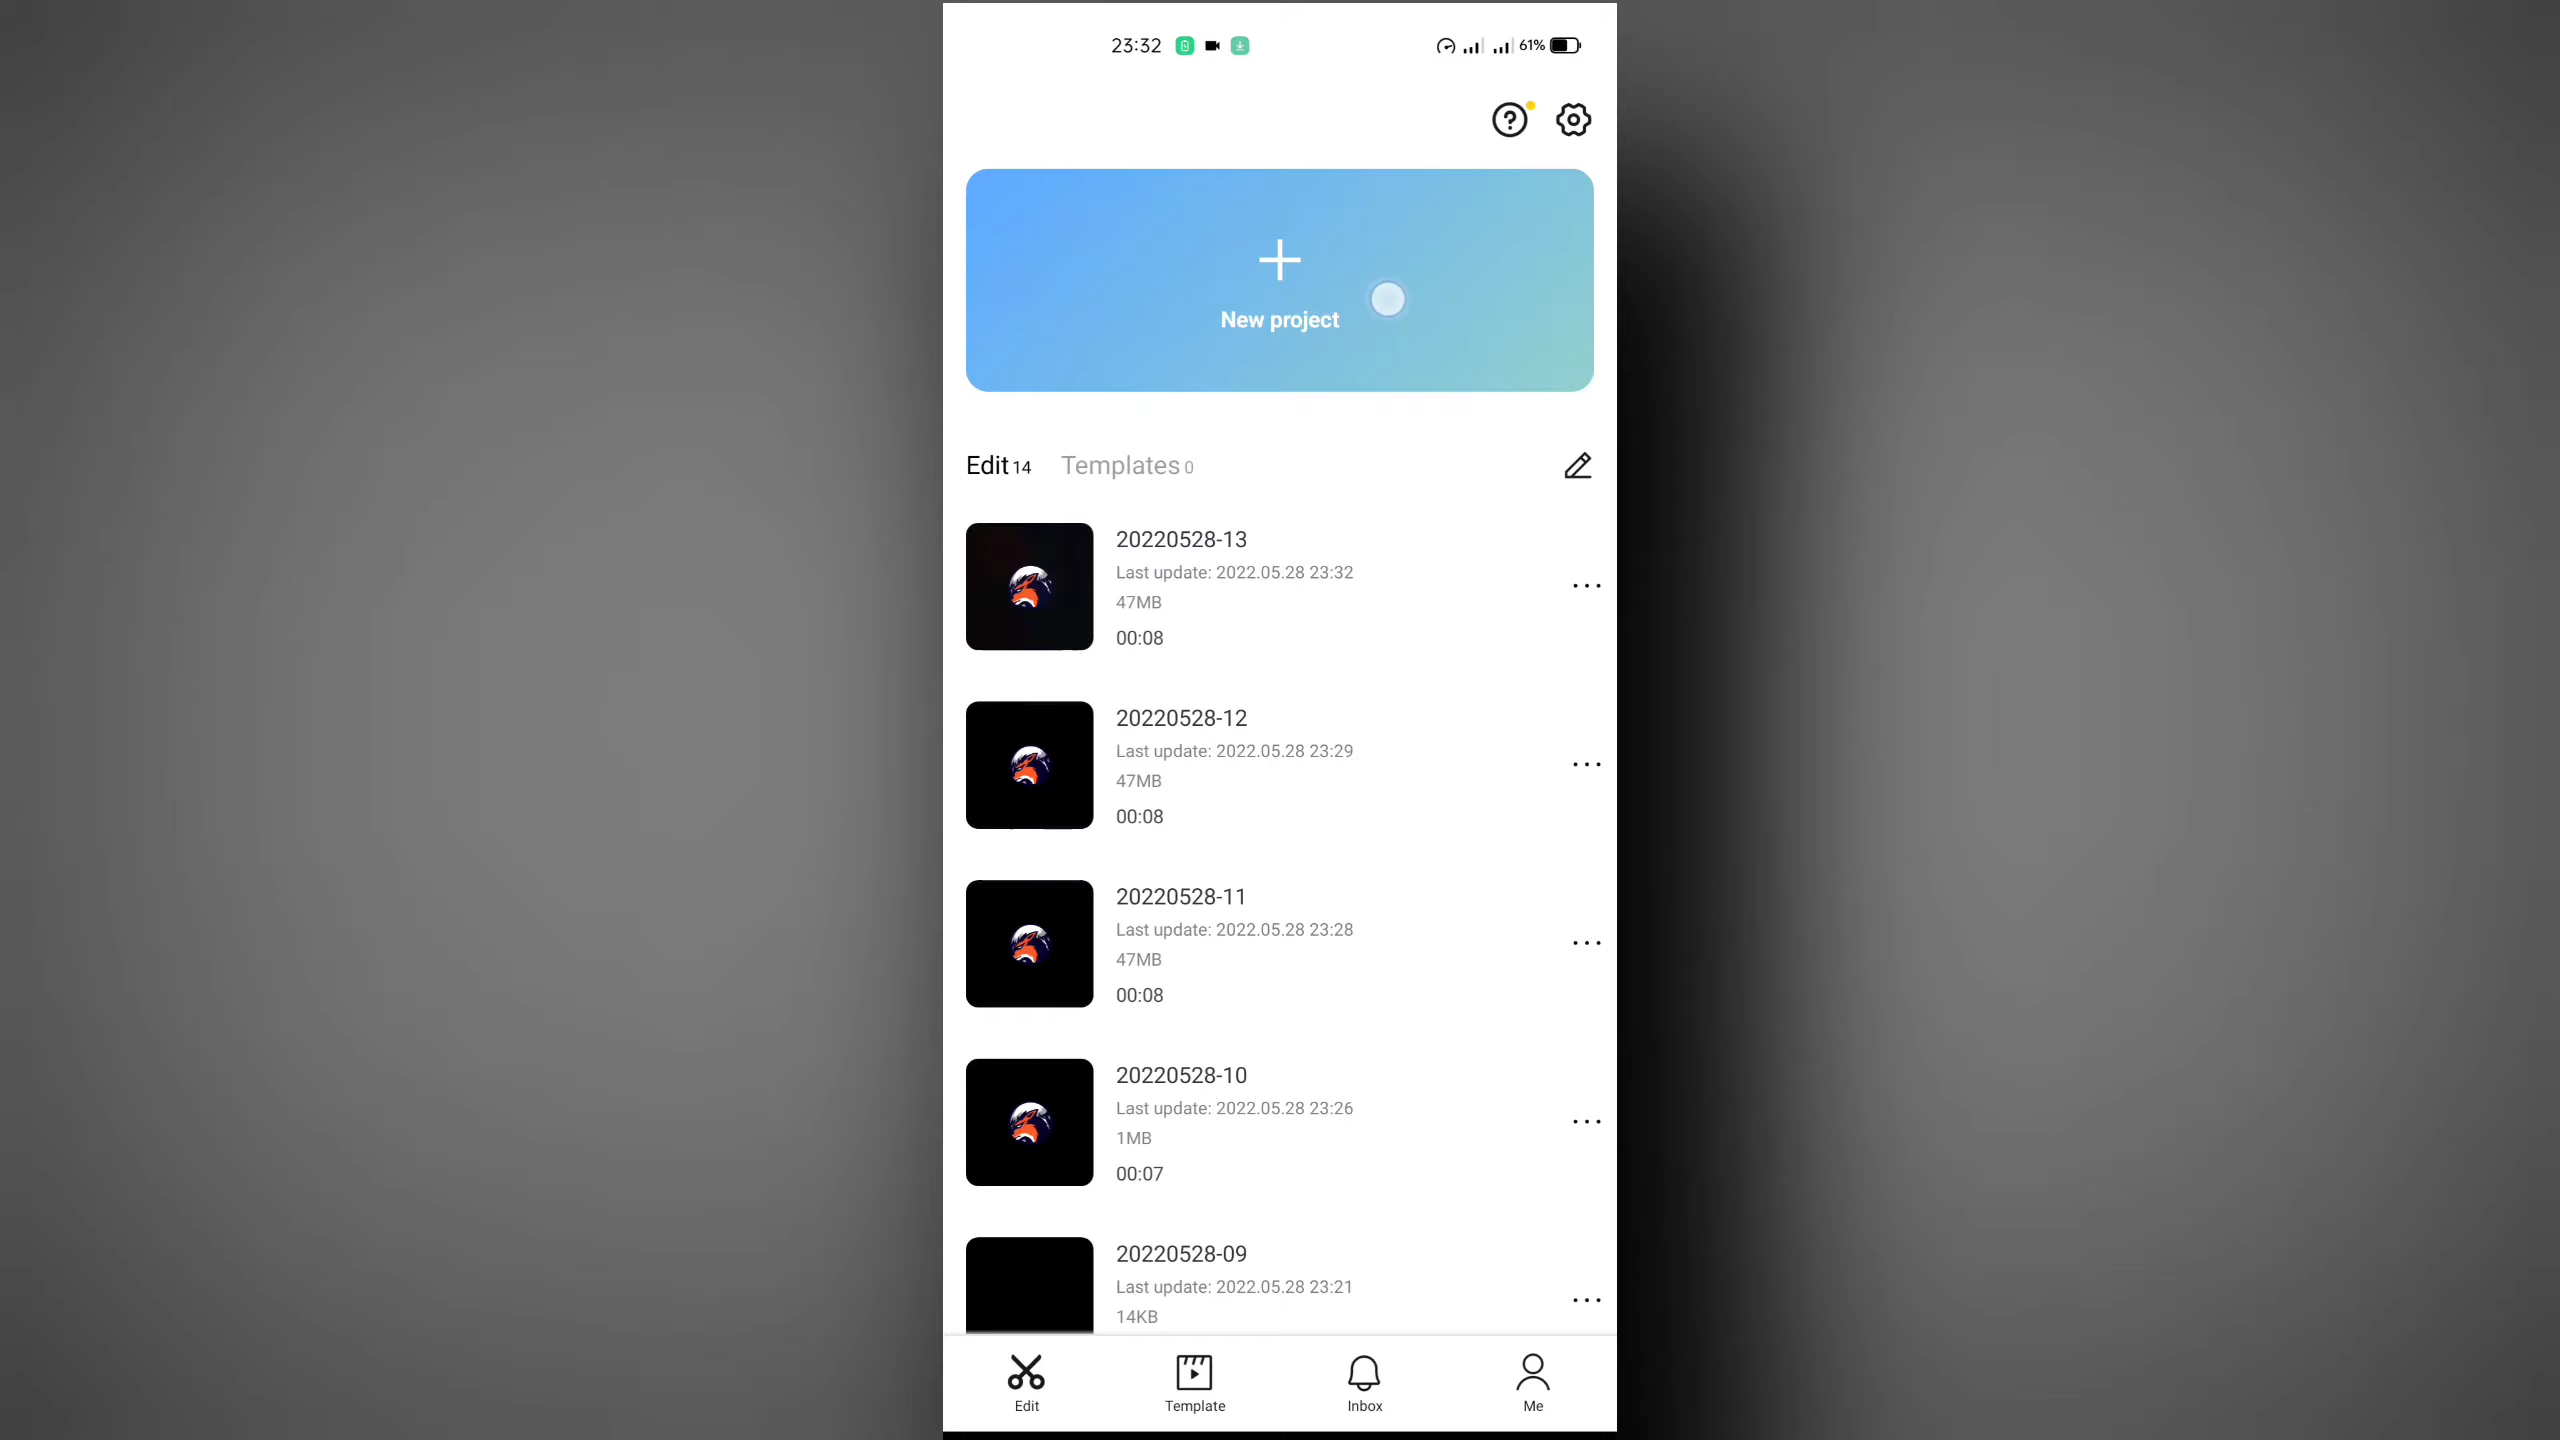 23:32
61%
New project
Edit 14 Templates 0
20220528-13
Last update: 2022.05.28 23:32
47MB
00:08
20220528-12
Last update: 2022.05.28 23:29
47MB
00:08
20220528-11
Last update: 2022.05.28 23:28
47MB
00:08
20220528-10
Last update: 2022.05.28 23:26
1MB
00:07
20220528-09
Last update: 2022.05.28 23:21
14KB
Edit Template Inbox Me